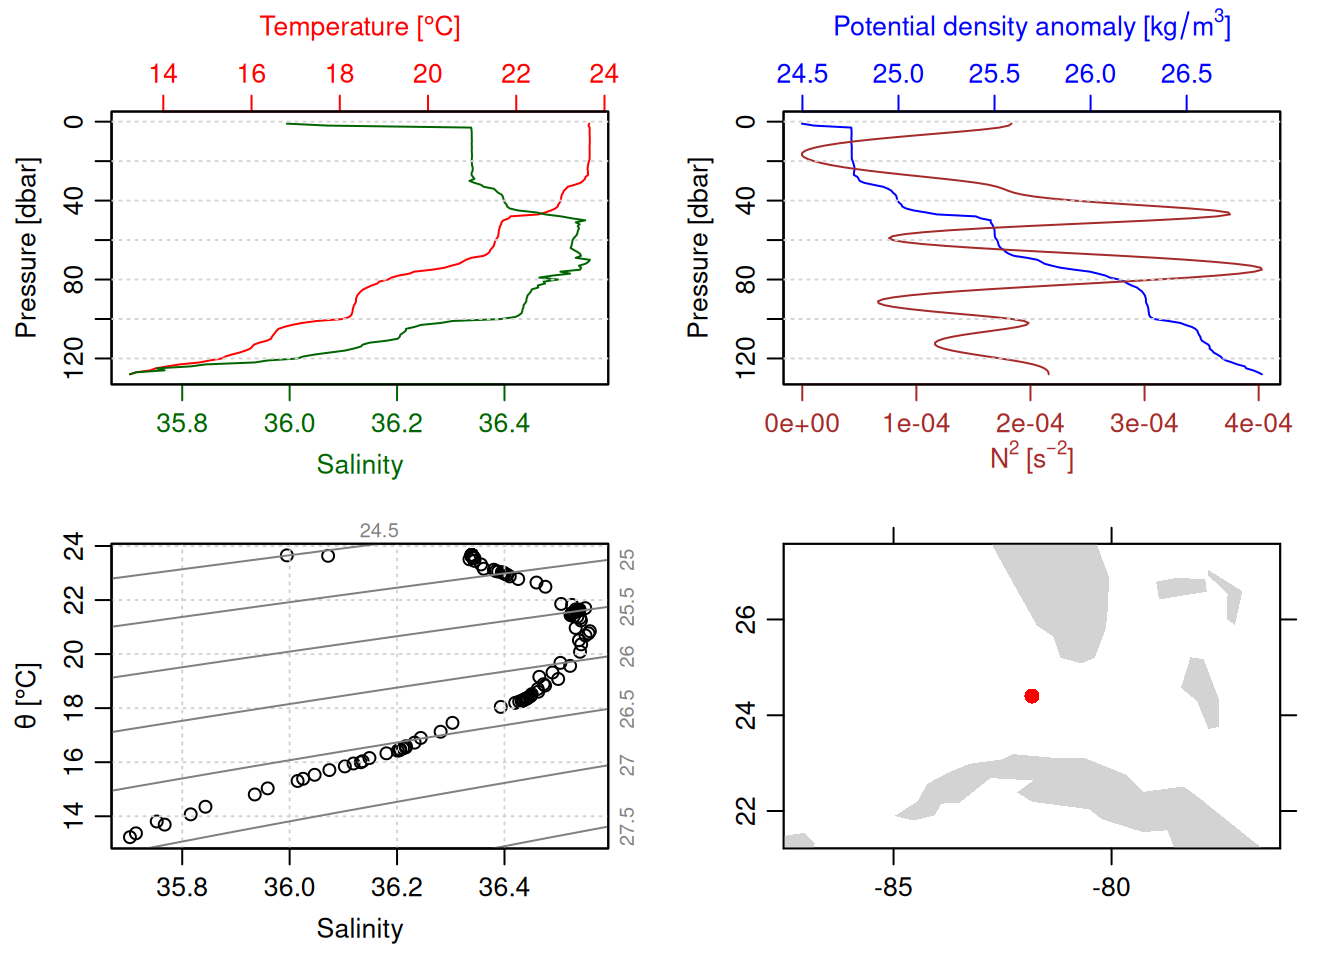 Temperature [°C]
14 16 18 20 22 24
Pressure [dbar]
0 40 80 120
35.8 36.0 36.2 36.4
Salinity
Potential density anomaly [kg/m³]
24.5 25.0 25.5 26.0 26.5
Pressure [dbar]
0 40 80 120
0e+00 1e-04 2e-04 3e-04 4e-04
N² [s⁻²]
24.5
θ [°C]
24 22 20 18 16 14
25 25.5 26 26.5 27 27.5
35.8 36.0 36.2 36.4
Salinity
26 24 22
-85 -80